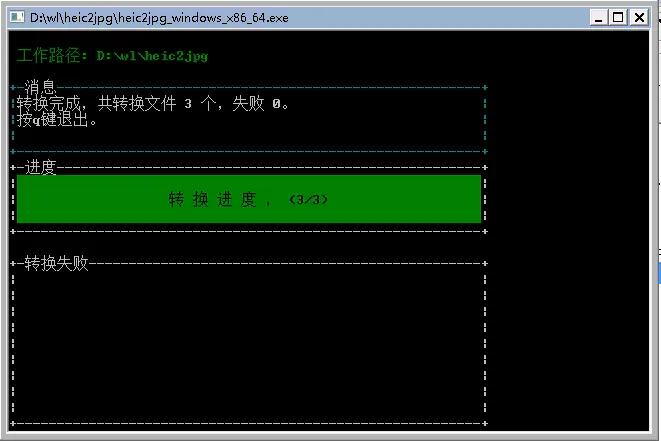 D:\wl\heic2jpg\heic2jpg_windows_x86_64.exe
工作路径: D:\wl\heic2jpg
消息
转换完成，共转换文件 3 个，失败 0。
按q键退出。
进度
转 换 进 度 ， (3/3)
转换失败